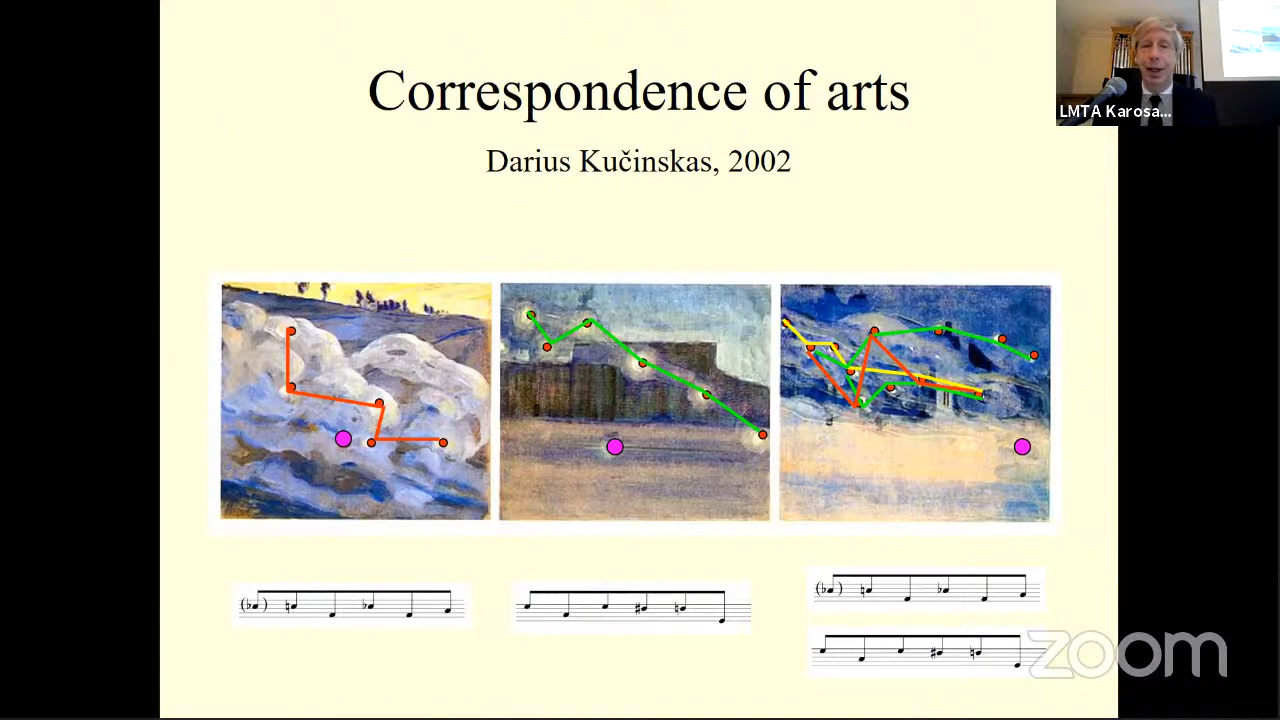 Correspondence of arts
Darius Kučinskas, 2002
LMTA Karosa...
zoom